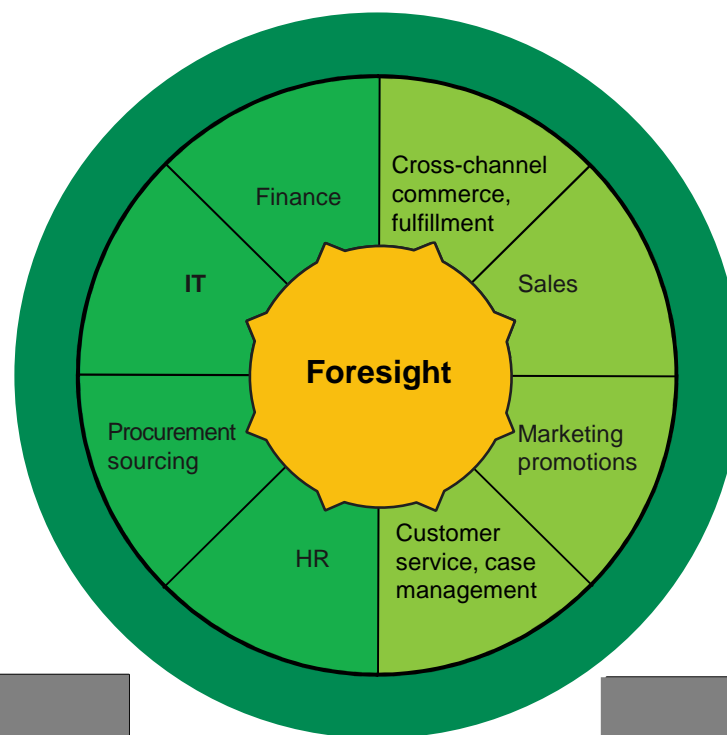 Cross-channel
commerce,
fulfillment
Finance
Sales
IT
Foresight
Procurement
sourcing
Marketing
promotions
Customer
service, case
management
HR